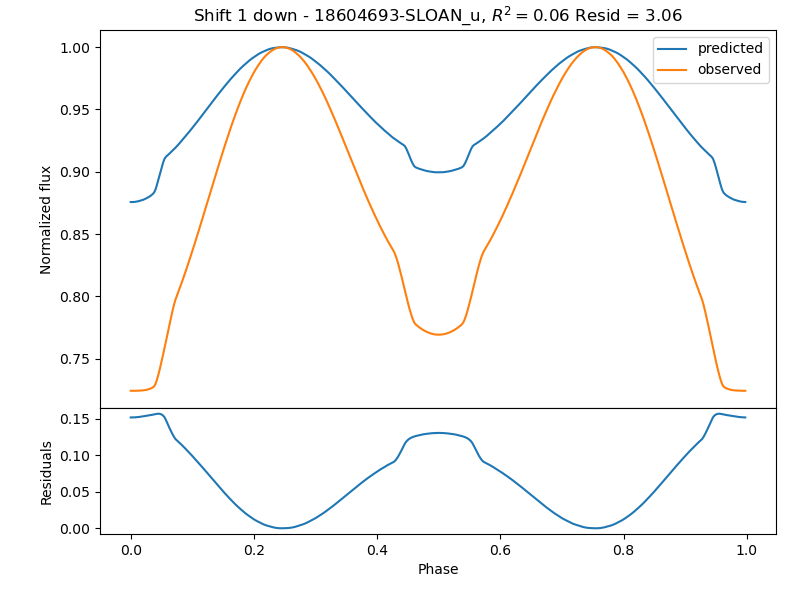 Shift 1 down - 18604693-SLOAN_u, R² = 0.06 Resid = 3.06
predicted
observed
Normalized flux
1.00
0.95
0.90
0.85
0.80
0.75
Residuals
0.15
0.10
0.05
0.00
0.0 0.2 0.4 0.6 0.8 1.0
Phase